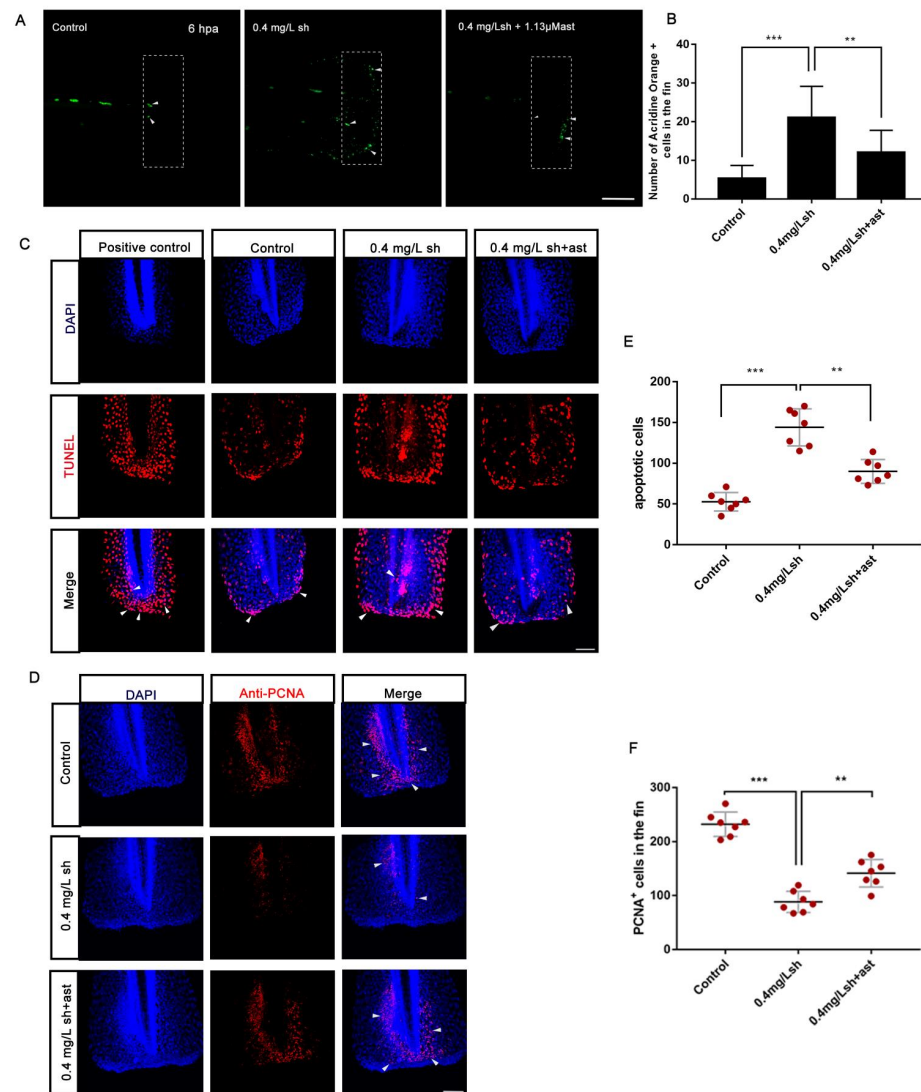 A
Control
6 hpa
0.4 mg/L sh
0.4 mg/Lsh + 1.13µMast
B
***
**
Number of Acridine Orange +
cells in the fin
40
30
20
10
0
Control
0.4mg/Lsh
0.4mg/Lsh+ast
C
Positive control
Control
0.4 mg/L sh
0.4 mg/L sh+ast
DAPI
TUNEL
Merge
E
***
**
apoptotic cells
200
150
100
50
0
Control
0.4mg/Lsh
0.4mg/Lsh+ast
D
DAPI
Anti-PCNA
Merge
Control
0.4 mg/L sh
0.4 mg/L sh+ast
F
***
**
PCNA⁺ cells in the fin
300
200
100
0
Control
0.4mg/Lsh
0.4mg/Lsh+ast